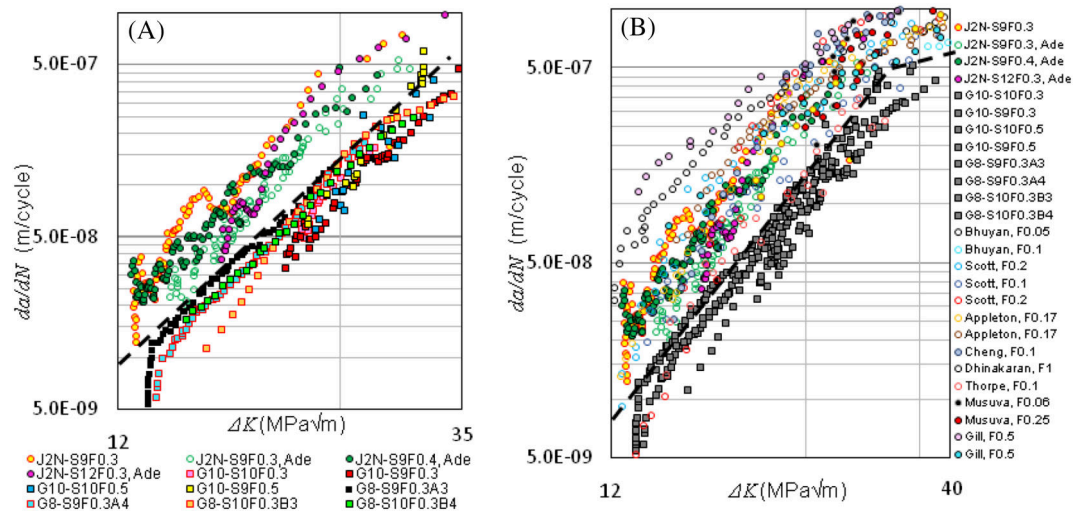 (A)
5.0E-07
5.0E-08
5.0E-09
da/dN (m/cycle)
ΔK(MPa√m)
12
35
J2N-S9F0.3
J2N-S9F0.3, Ade
J2N-S9F0.4, Ade
J2N-S12F0.3, Ade
G10-S10F0.3
G10-S9F0.3
G10-S10F0.5
G10-S9F0.5
G8-S9F0.3A3
G8-S9F0.3A4
G8-S10F0.3B3
G8-S10F0.3B4
(B)
5.0E-07
5.0E-08
5.0E-09
da/dN (m/cycle)
ΔK(MPa√m)
12
40
J2N-S9F0.3
J2N-S9F0.3, Ade
J2N-S9F0.4, Ade
J2N-S12F0.3, Ade
G10-S10F0.3
G10-S9F0.3
G10-S10F0.5
G10-S9F0.5
G8-S9F0.3A3
G8-S9F0.3A4
G8-S10F0.3B3
G8-S10F0.3B4
Bhuyan, F0.05
Bhuyan, F0.1
Scott, F0.2
Scott, F0.1
Scott, F0.2
Appleton, F0.17
Appleton, F0.17
Cheng, F0.1
Dhinakaran, F1
Thorpe, F0.1
Musuva, F0.06
Musuva, F0.25
Gill, F0.5
Gill, F0.5